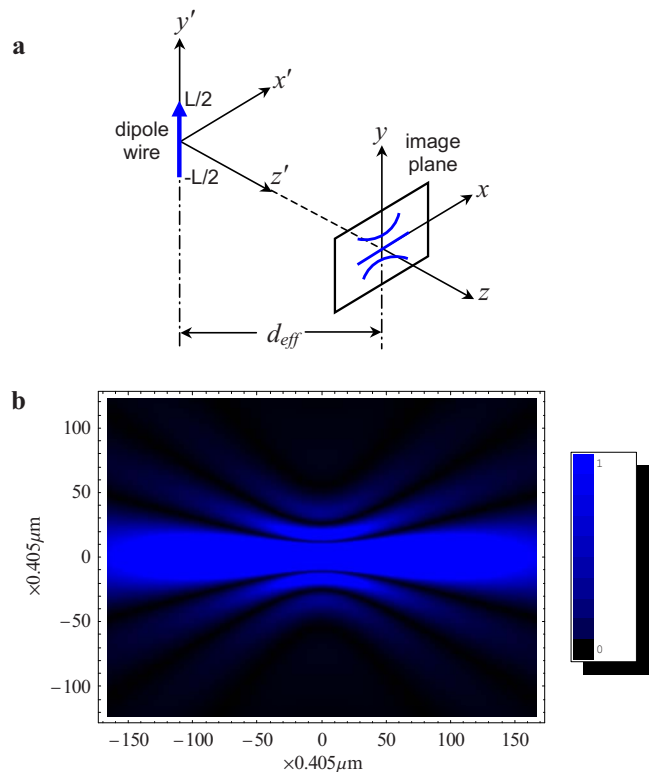 a
y′
x′
L/2
dipole
wire
-L/2
z′
y
image
plane
x
z
d_eff
b
100
50
0
−50
−100
×0.405μm
−150 −100 −50 0 50 100 150
×0.405μm
1
0